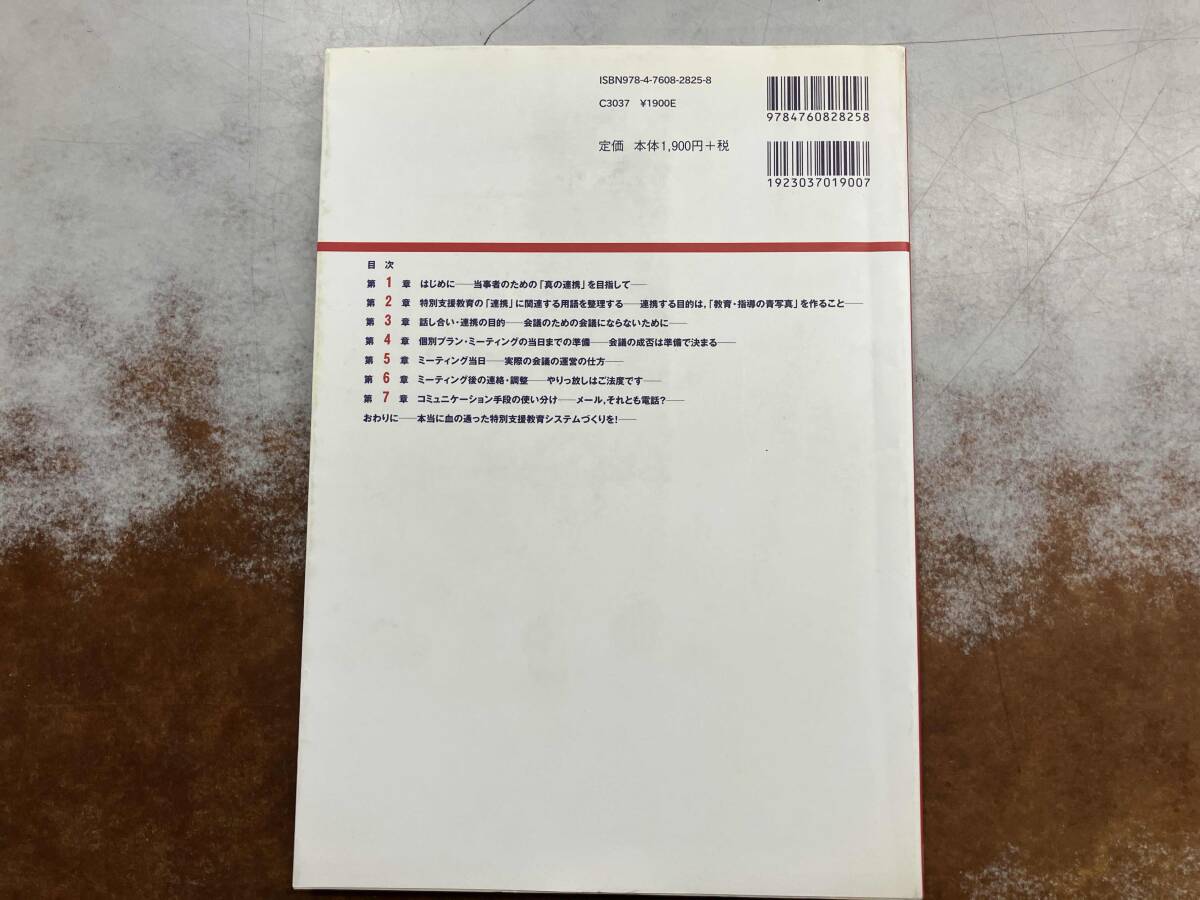 ISBN978-4-7608-2825-8
C3037 ¥1900E
定価 本体1,900円+税
9784760828258
1923037019007
目 次
第1章 はじめに──当事者のための「真の連携」を目指して──
第2章 特別支援教育の「連携」に関連する用語を整理する──連携する目的は,「教育・指導の青写真」を作ること──
第3章 話し合い・連携の目的──会議のための会議にならないために──
第4章 個別プラン・ミーティングの当日までの準備──会議の成否は準備で決まる──
第5章 ミーティング当日──実際の会議の運営の仕方──
第6章 ミーティング後の連絡・調整──やりっ放しはご法度です──
第7章 コミュニケーション手段の使い分け──メール,それとも電話?──
おわりに──本当に血の通った特別支援教育システムづくりを!──